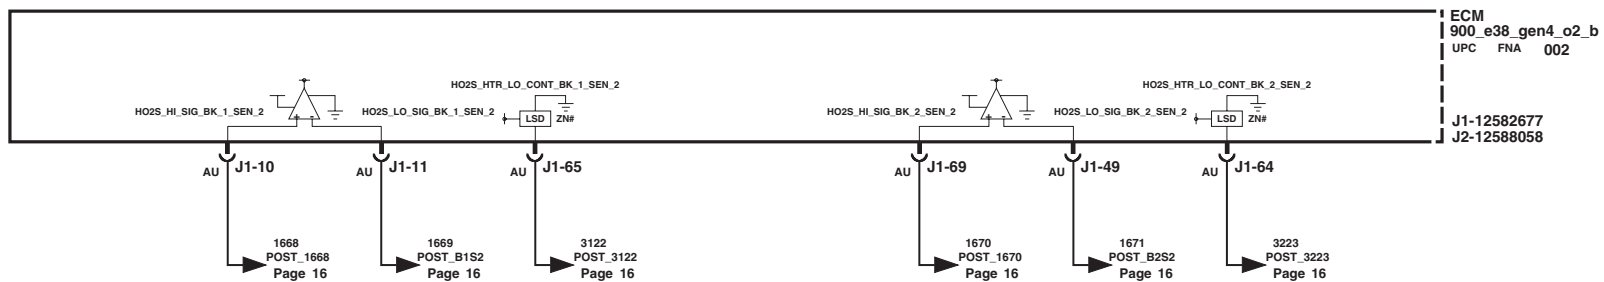 ECM
900_e38_gen4_o2_b
UPC FNA 002
HO2S_HTR_LO_CONT_BK_1_SEN_2
HO2S_HTR_LO_CONT_BK_2_SEN_2
HO2S_HI_SIG_BK_1_SEN_2
HO2S_LO_SIG_BK_1_SEN_2
LSD
ZN#
HO2S_HI_SIG_BK_2_SEN_2
HO2S_LO_SIG_BK_2_SEN_2
LSD
ZN#
J1-12582677
J2-12588058
AU J1-10
AU J1-11
AU J1-65
AU J1-69
AU J1-49
AU J1-64
1668
POST_1668
Page 16
1669
POST_B1S2
Page 16
3122
POST_3122
Page 16
1670
POST_1670
Page 16
1671
POST_B2S2
Page 16
3223
POST_3223
Page 16